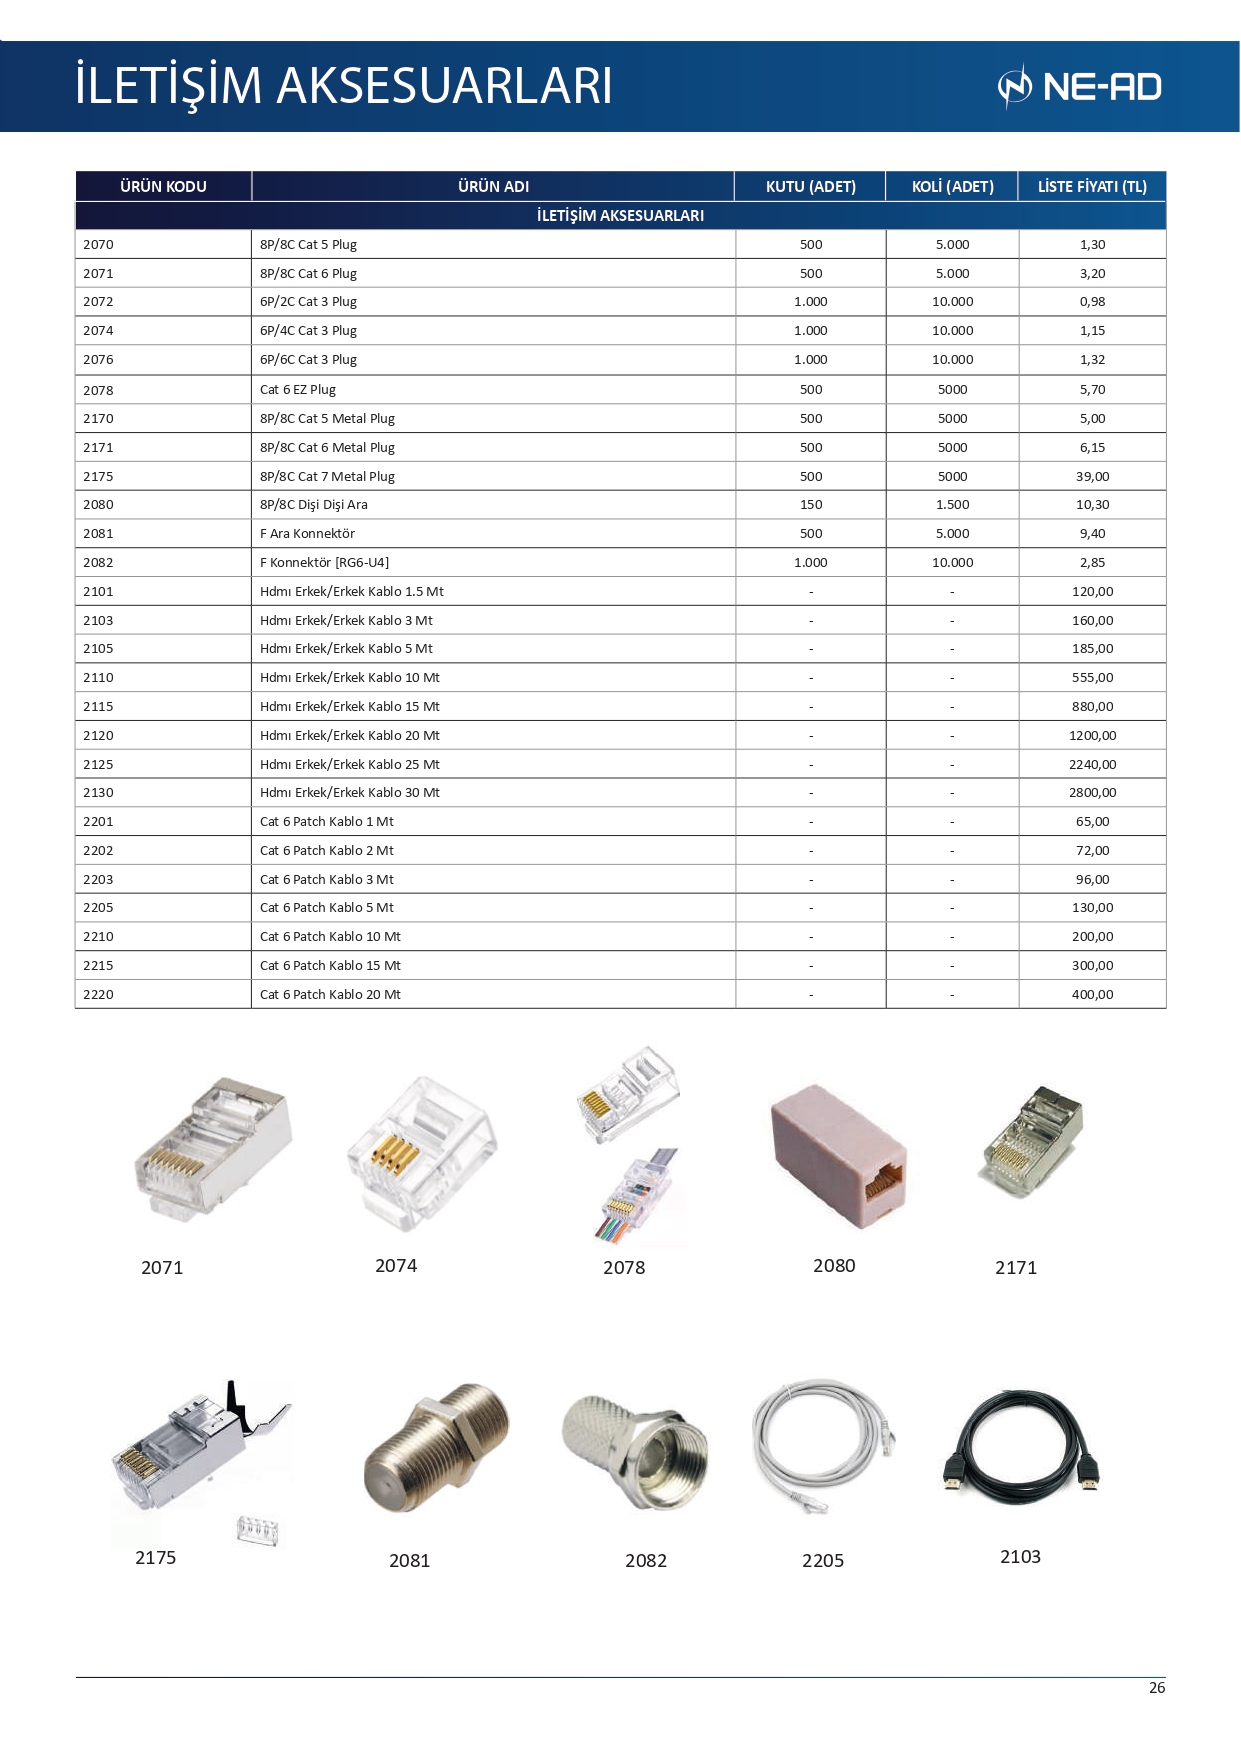 İLETİŞİM AKSESUARLARI
NE-AD
ÜRÜN KODU ÜRÜN ADI KUTU (ADET) KOLİ (ADET) LİSTE FİYATI (TL)
İLETİŞİM AKSESUARLARI
2070 8P/8C Cat 5 Plug 500 5.000 1,30
2071 8P/8C Cat 6 Plug 500 5.000 3,20
2072 6P/2C Cat 3 Plug 1.000 10.000 0,98
2074 6P/4C Cat 3 Plug 1.000 10.000 1,15
2076 6P/6C Cat 3 Plug 1.000 10.000 1,32
2078 Cat 6 EZ Plug 500 5000 5,70
2170 8P/8C Cat 5 Metal Plug 500 5000 5,00
2171 8P/8C Cat 6 Metal Plug 500 5000 6,15
2175 8P/8C Cat 7 Metal Plug 500 5000 39,00
2080 8P/8C Dişi Dişi Ara 150 1.500 10,30
2081 F Ara Konnektör 500 5.000 9,40
2082 F Konnektör [RG6-U4] 1.000 10.000 2,85
2101 Hdmı Erkek/Erkek Kablo 1.5 Mt - - 120,00
2103 Hdmı Erkek/Erkek Kablo 3 Mt - - 160,00
2105 Hdmı Erkek/Erkek Kablo 5 Mt - - 185,00
2110 Hdmı Erkek/Erkek Kablo 10 Mt - - 555,00
2115 Hdmı Erkek/Erkek Kablo 15 Mt - - 880,00
2120 Hdmı Erkek/Erkek Kablo 20 Mt - - 1200,00
2125 Hdmı Erkek/Erkek Kablo 25 Mt - - 2240,00
2130 Hdmı Erkek/Erkek Kablo 30 Mt - - 2800,00
2201 Cat 6 Patch Kablo 1 Mt - - 65,00
2202 Cat 6 Patch Kablo 2 Mt - - 72,00
2203 Cat 6 Patch Kablo 3 Mt - - 96,00
2205 Cat 6 Patch Kablo 5 Mt - - 130,00
2210 Cat 6 Patch Kablo 10 Mt - - 200,00
2215 Cat 6 Patch Kablo 15 Mt - - 300,00
2220 Cat 6 Patch Kablo 20 Mt - - 400,00
2071 2074 2078 2080 2171
2175 2081 2082 2205 2103
26